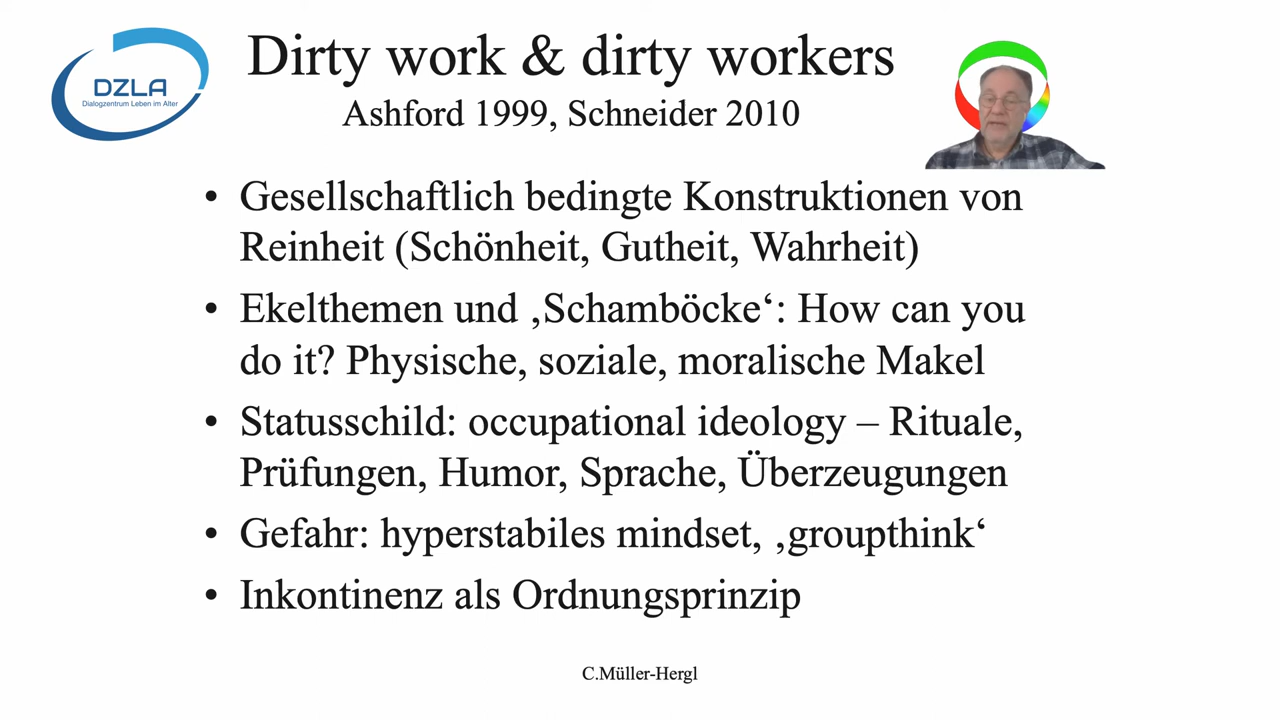 DZLA
Dialogzentrum Leben im Alter
Dirty work & dirty workers
Ashford 1999, Schneider 2010
• Gesellschaftlich bedingte Konstruktionen von
Reinheit (Schönheit, Gutheit, Wahrheit)
• Ekelthemen und ‚Schamböcke‘: How can you
do it? Physische, soziale, moralische Makel
• Statusschild: occupational ideology – Rituale,
Prüfungen, Humor, Sprache, Überzeugungen
• Gefahr: hyperstabiles mindset, ‚groupthink‘
• Inkontinenz als Ordnungsprinzip
C.Müller-Hergl